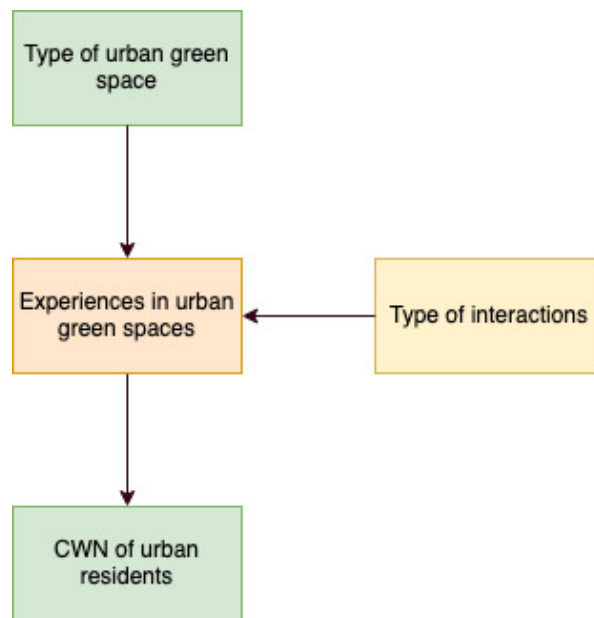 Type of urban green
space
Experiences in urban
green spaces
Type of interactions
CWN of urban
residents